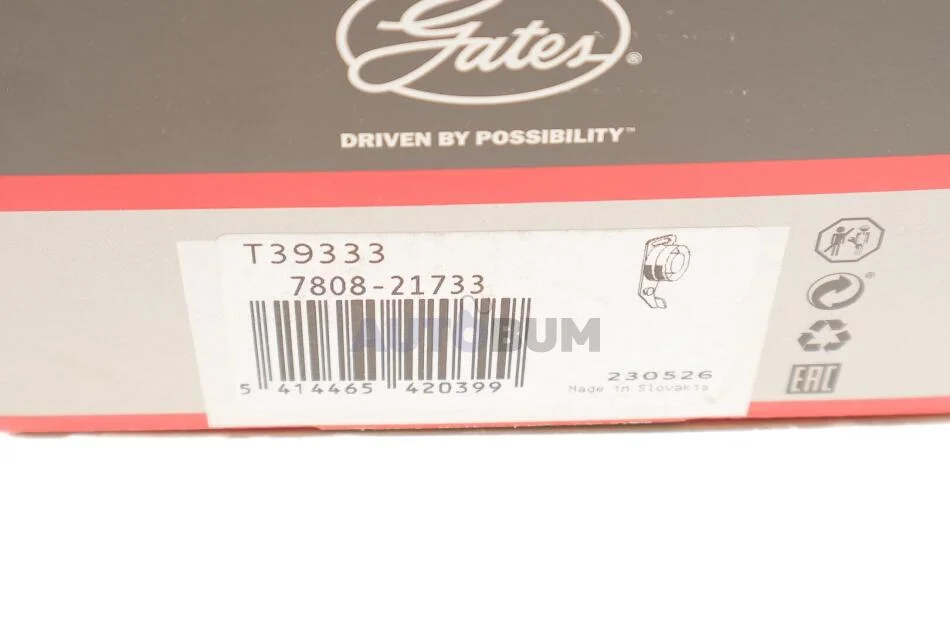 Gates®
DRIVEN BY POSSIBILITY™
T39333
7808-21733
AUTOBUM
5 414465 420399
230526
Made in Slovakia
EAC